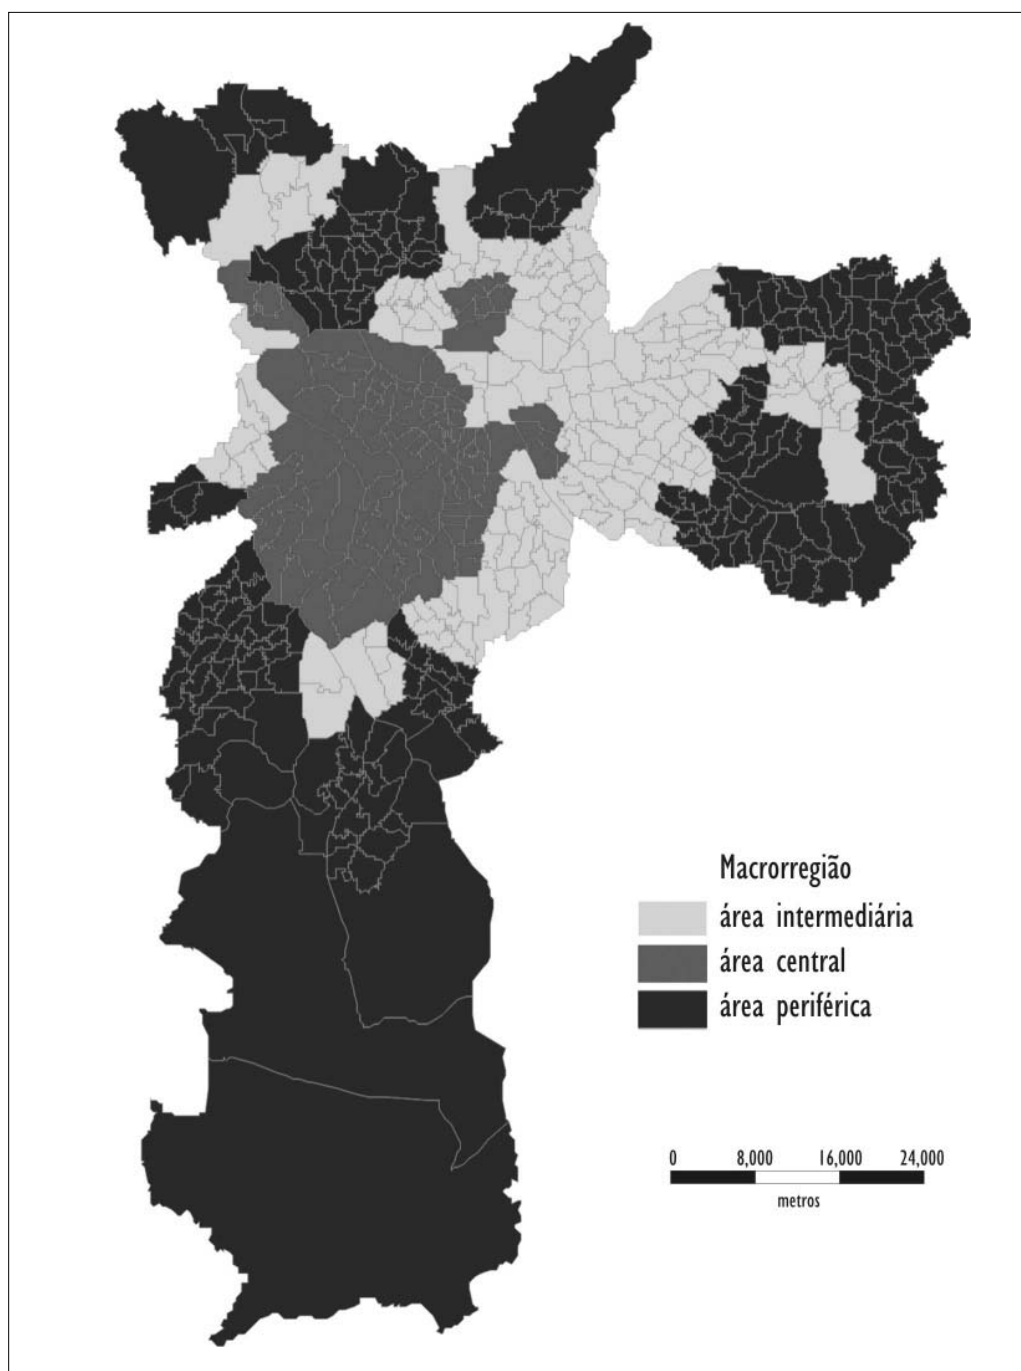 Macrorregião
área intermediária
área central
área periférica
0 8,000 16,000 24,000
metros